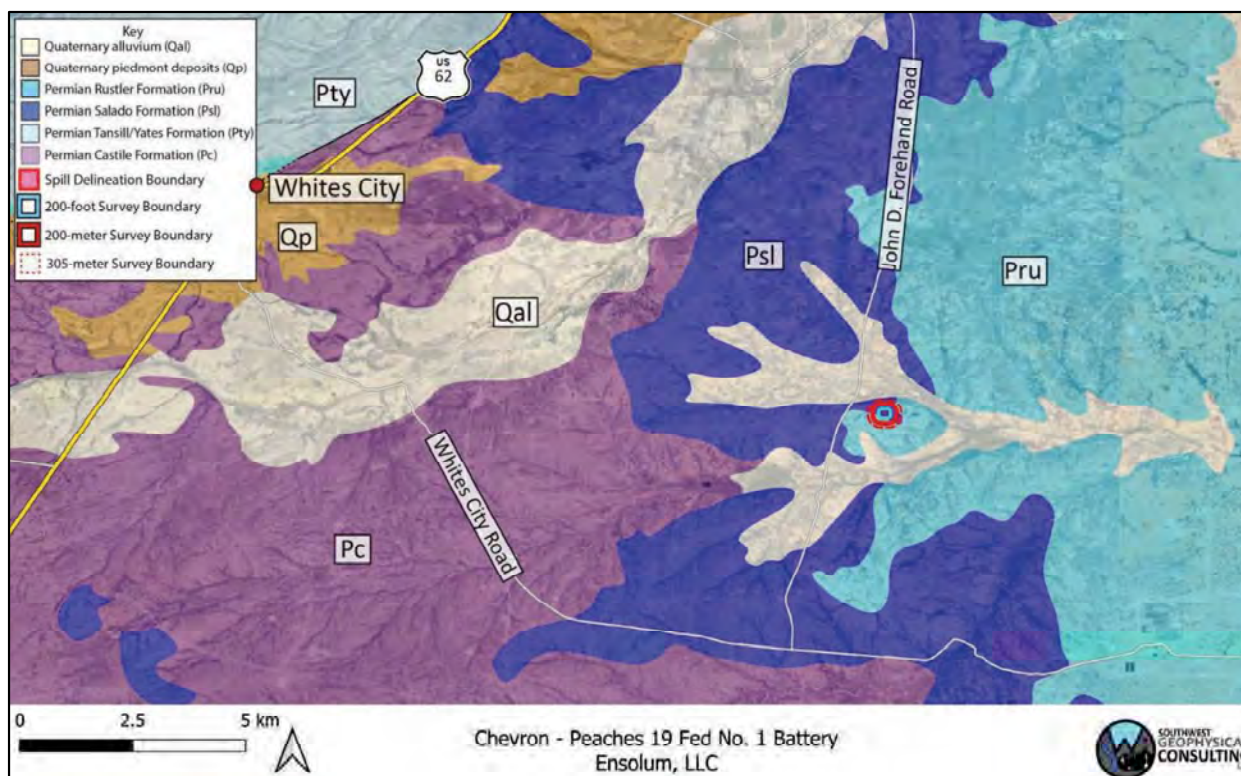 Key
Quaternary alluvium (Qal)
Quaternary piedmont deposits (Qp)
Permian Rustler Formation (Pru)
Permian Salado Formation (Psl)
Permian Tansill/Yates Formation (Pty)
Permian Castile Formation (Pc)
Spill Delineation Boundary
200-foot Survey Boundary
200-meter Survey Boundary
305-meter Survey Boundary
US
62
Pty
Whites City
Qp
Qal
Psl
John D. Forehand Road
Pru
Whites City Road
Pc
0 2.5 5 km
Chevron - Peaches 19 Fed No. 1 Battery
Ensolum, LLC
SOUTHWEST
GEOPHYSICAL
CONSULTING